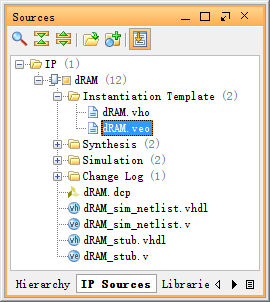 Sources
IP (1)
dRAM (12)
Instantiation Template (2)
dRAM.vho
dRAM.veo
Synthesis (2)
Simulation (2)
Change Log (1)
dRAM.dcp
dRAM_sim_netlist.vhdl
dRAM_sim_netlist.v
dRAM_stub.vhdl
dRAM_stub.v
Hierarchy IP Sources Librarie